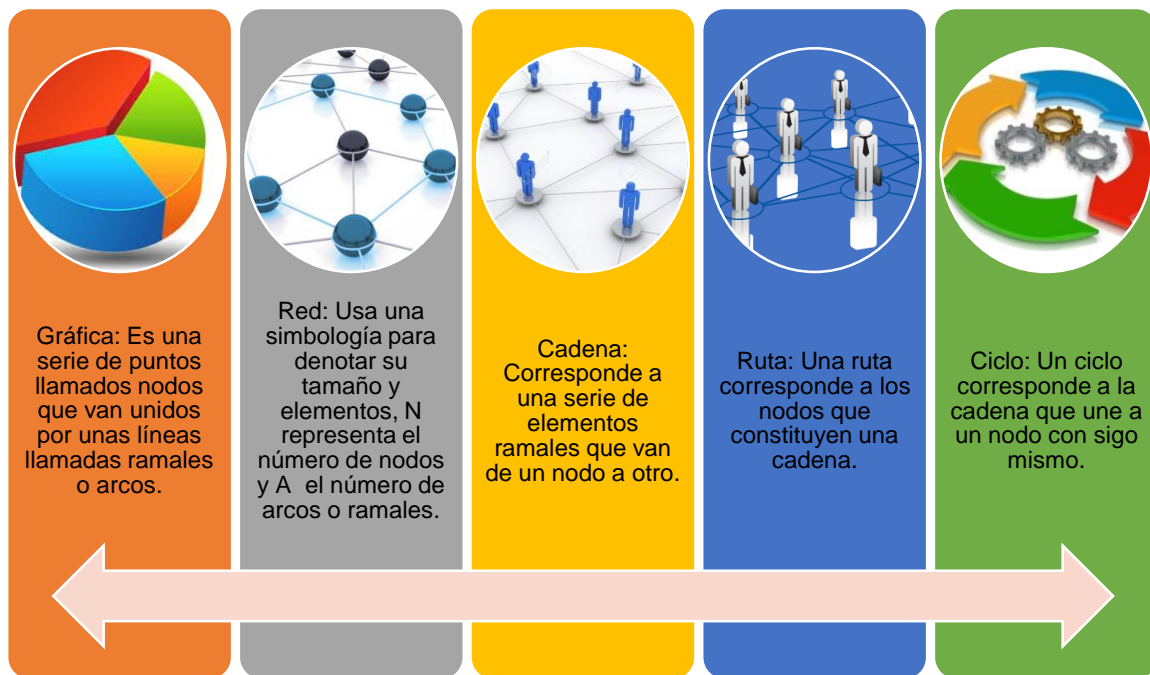 Gráfica: Es una
serie de puntos
llamados nodos
que van unidos
por unas líneas
llamadas ramales
o arcos.
Red: Usa una
simbología para
denotar su
tamaño y
elementos, N
representa el
número de nodos
y A  el número de
arcos o ramales.
Cadena:
Corresponde a
una serie de
elementos
ramales que van
de un nodo a otro.
Ruta: Una ruta
corresponde a los
nodos que
constituyen una
cadena.
Ciclo: Un ciclo
corresponde a la
cadena que une a
un nodo con sigo
mismo.